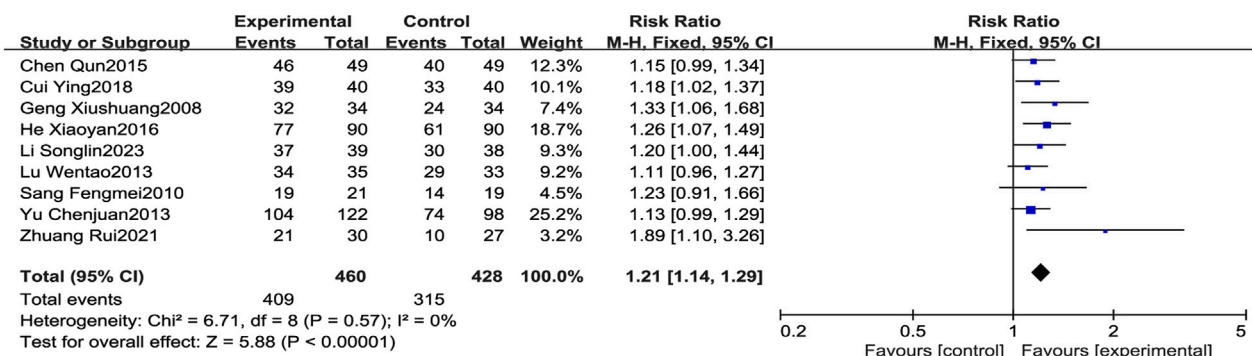 Experimental Control Risk Ratio Risk Ratio
Study or Subgroup Events Total Events Total Weight M-H, Fixed, 95% CI M-H, Fixed, 95% CI
Chen Qun2015 46 49 40 49 12.3% 1.15 [0.99, 1.34]
Cui Ying2018 39 40 33 40 10.1% 1.18 [1.02, 1.37]
Geng Xiushuang2008 32 34 24 34 7.4% 1.33 [1.06, 1.68]
He Xiaoyan2016 77 90 61 90 18.7% 1.26 [1.07, 1.49]
Li Songlin2023 37 39 30 38 9.3% 1.20 [1.00, 1.44]
Lu Wentao2013 34 35 29 33 9.2% 1.11 [0.96, 1.27]
Sang Fengmei2010 19 21 14 19 4.5% 1.23 [0.91, 1.66]
Yu Chenjuan2013 104 122 74 98 25.2% 1.13 [0.99, 1.29]
Zhuang Rui2021 21 30 10 27 3.2% 1.89 [1.10, 3.26]
Total (95% CI) 460 428 100.0% 1.21 [1.14, 1.29]
Total events 409 315
Heterogeneity: Chi² = 6.71, df = 8 (P = 0.57); I² = 0%
Test for overall effect: Z = 5.88 (P < 0.00001)
0.2 0.5 1 2 5
Favours [control] Favours [experimental]